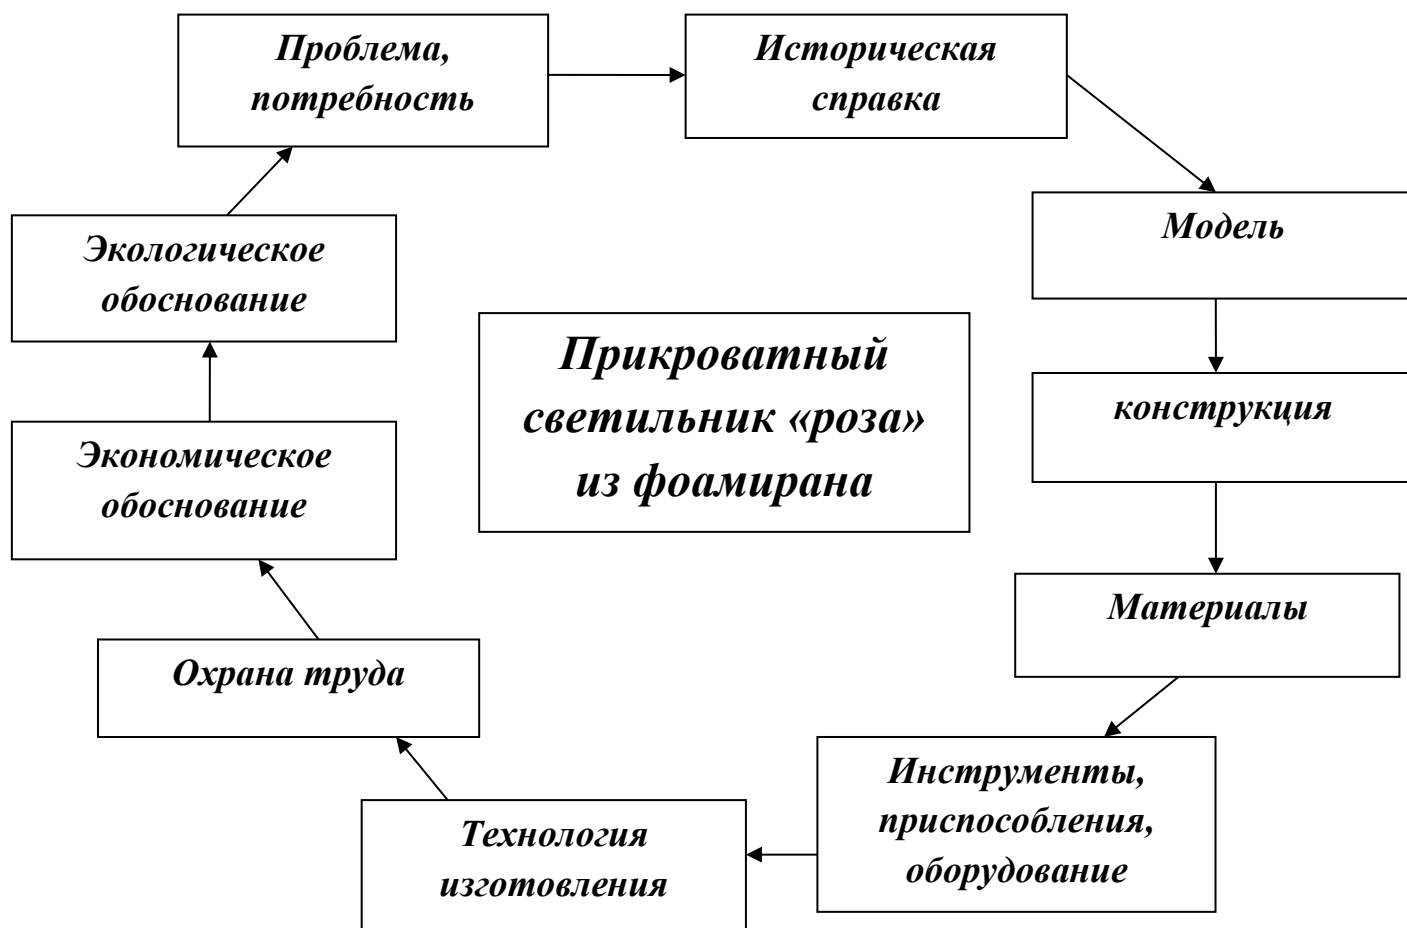 Проблема,
потребность
Историческая
справка
Модель
конструкция
Материалы
Инструменты,
приспособления,
оборудование
Технология
изготовления
Охрана труда
Экономическое
обоснование
Экологическое
обоснование
Прикроватный
светильник «роза»
из фоамирана